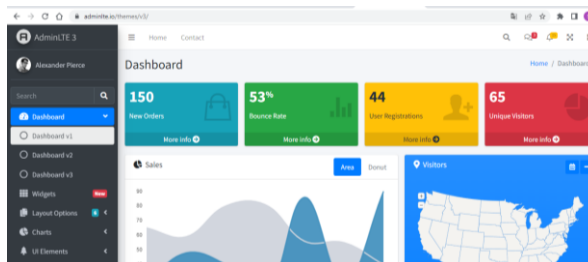 adminlte.io/themes/v3/
AdminLTE 3
Home Contact
Alexander Pierce
Dashboard
Home / Dashboard
Search
Dashboard
Dashboard v1
Dashboard v2
Dashboard v3
Widgets New
Layout Options
Charts
UI Elements
150
New Orders
More info
53%
Bounce Rate
More info
44
User Registrations
More info
65
Unique Visitors
More info
Sales
Area Donut
90
80
70
60
50
Visitors